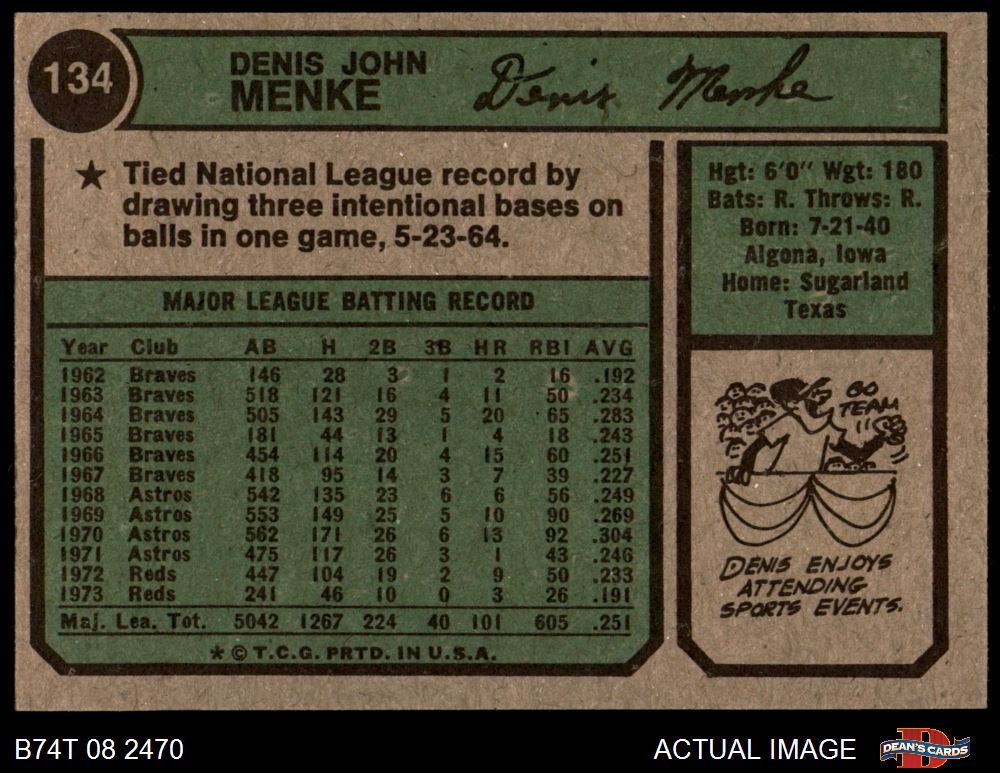 134
DENIS JOHN
MENKE
Denis Menke
★ Tied National League record by
drawing three intentional bases on
balls in one game, 5-23-64.
Hgt: 6'0" Wgt: 180
Bats: R. Throws: R.
Born: 7-21-40
Algona, Iowa
Home: Sugarland
Texas
MAJOR LEAGUE BATTING RECORD
Year Club AB H 2B 3B HR RBI AVG
1962 Braves 146 28 3 1 2 16 .192
1963 Braves 518 121 16 4 11 50 .234
1964 Braves 505 143 29 5 20 65 .283
1965 Braves 181 44 13 1 4 18 .243
1966 Braves 454 114 20 4 15 60 .251
1967 Braves 418 95 14 3 7 39 .227
1968 Astros 542 135 23 6 6 56 .249
1969 Astros 553 149 25 5 10 90 .269
1970 Astros 562 171 26 6 13 92 .304
1971 Astros 475 117 26 3 1 43 .246
1972 Reds 447 104 19 2 9 50 .233
1973 Reds 241 46 10 0 3 26 .191
Maj. Lea. Tot. 5042 1267 224 40 101 605 .251
* © T.C.G. PRTD. IN U.S.A.
GO
TEAM
DENIS ENJOYS
ATTENDING
SPORTS EVENTS.
B74T 08 2470
ACTUAL IMAGE
DEAN'S CARDS